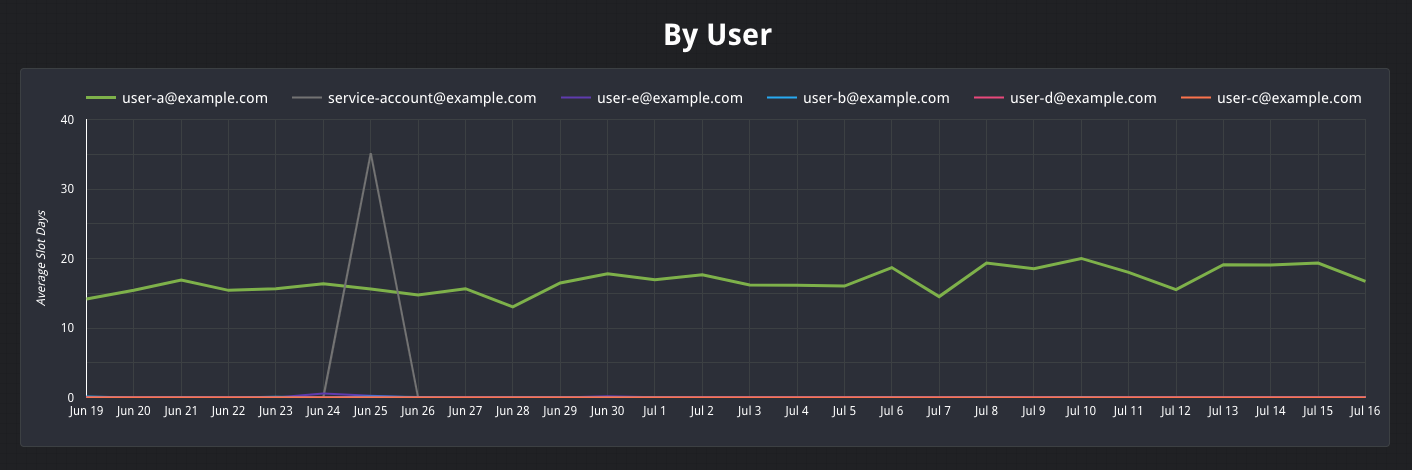 By User
user-a@example.com service-account@example.com user-e@example.com user-b@example.com user-d@example.com user-c@example.com
Average Slot Days
40
30
20
10
0
Jun 19 Jun 20 Jun 21 Jun 22 Jun 23 Jun 24 Jun 25 Jun 26 Jun 27 Jun 28 Jun 29 Jun 30 Jul 1 Jul 2 Jul 3 Jul 4 Jul 5 Jul 6 Jul 7 Jul 8 Jul 9 Jul 10 Jul 11 Jul 12 Jul 13 Jul 14 Jul 15 Jul 16